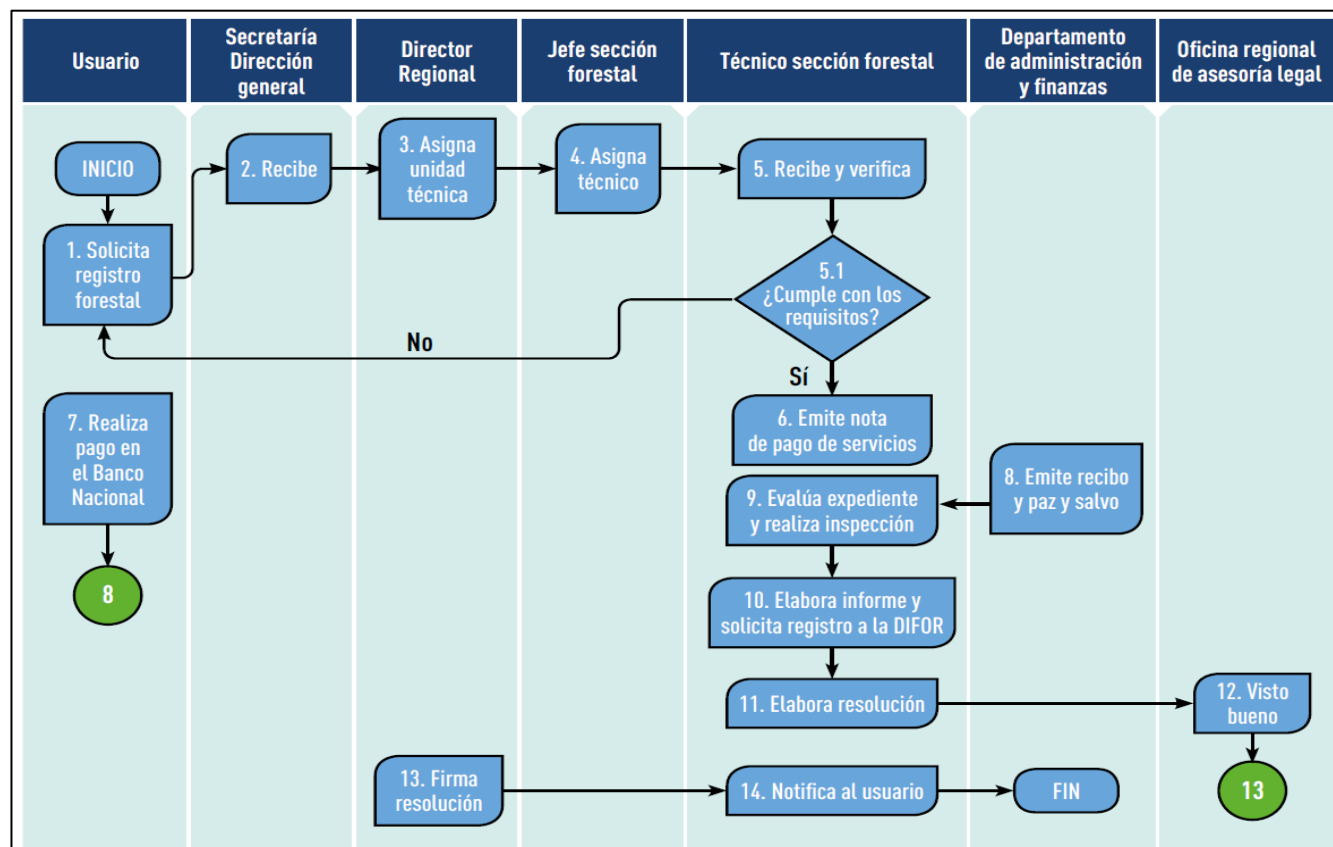 Usuario
Secretaría
Dirección
general
Director
Regional
Jefe sección
forestal
Técnico sección forestal
Departamento
de administración
y finanzas
Oficina regional
de asesoría legal
INICIO
1. Solicita
registro
forestal
2. Recibe
3. Asigna
unidad
técnica
4. Asigna
técnico
5. Recibe y verifica
5.1
¿Cumple con los
requisitos?
No
Sí
6. Emite nota
de pago de servicios
7. Realiza
pago en
el Banco
Nacional
8
8. Emite recibo
y paz y salvo
9. Evalúa expediente
y realiza inspección
10. Elabora informe y
solicita registro a la DIFOR
11. Elabora resolución
12. Visto
bueno
13
13. Firma
resolución
14. Notifica al usuario
FIN